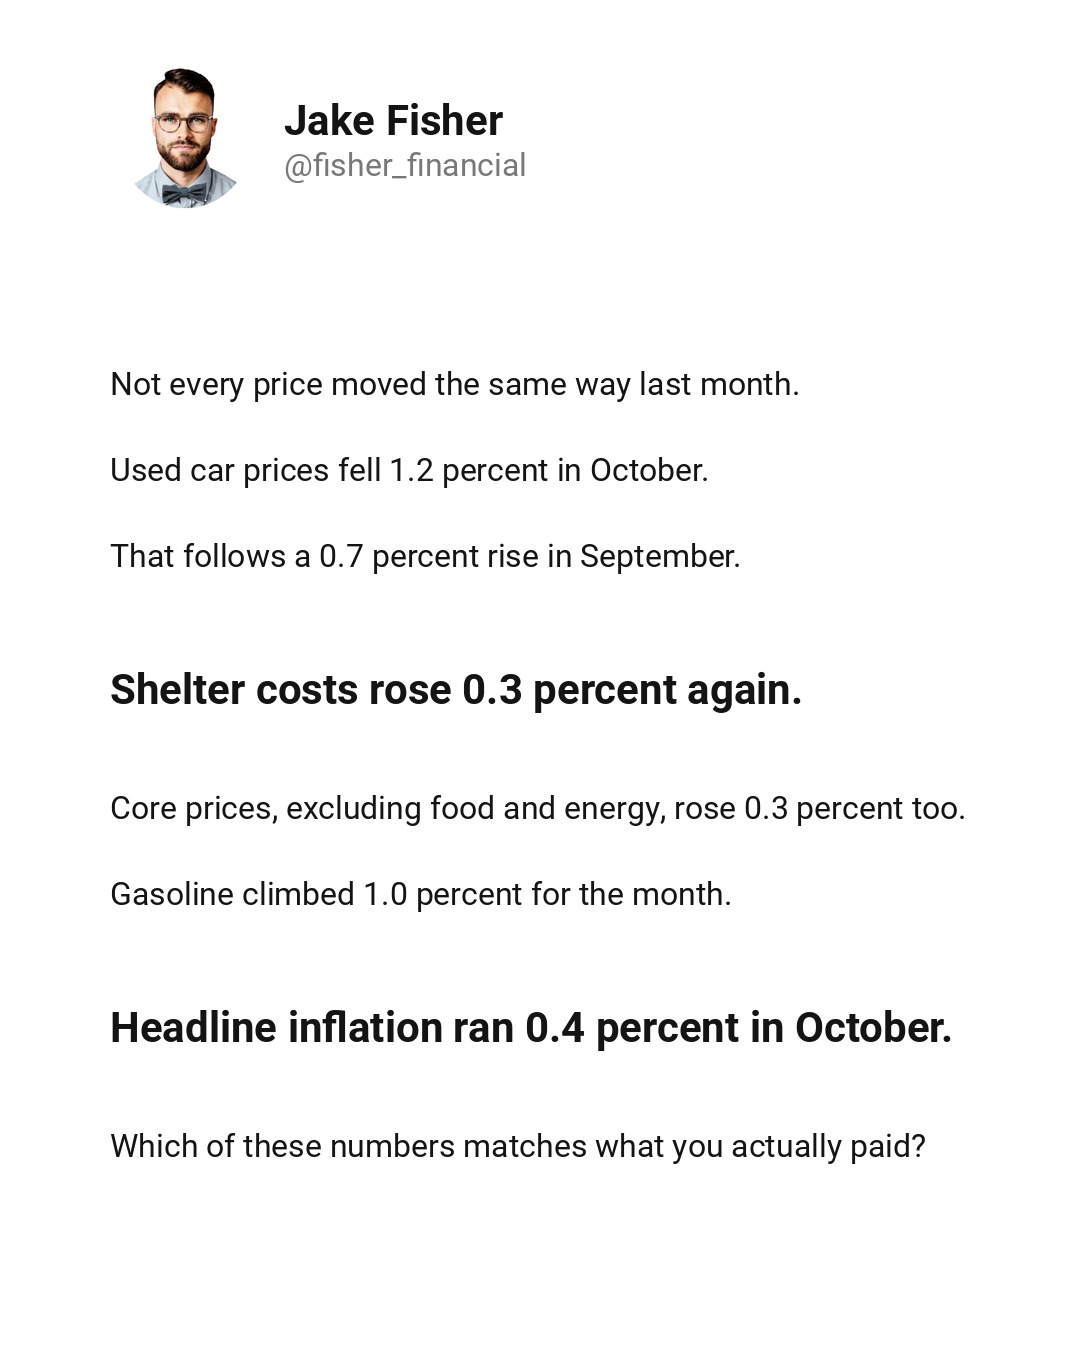 Jake Fisher
@fisher_financial
Not every price moved the same way last month.
Used car prices fell 1.2 percent in October.
That follows a 0.7 percent rise in September.
Shelter costs rose 0.3 percent again.
Core prices, excluding food and energy, rose 0.3 percent too.
Gasoline climbed 1.0 percent for the month.
Headline inflation ran 0.4 percent in October.
Which of these numbers matches what you actually paid?